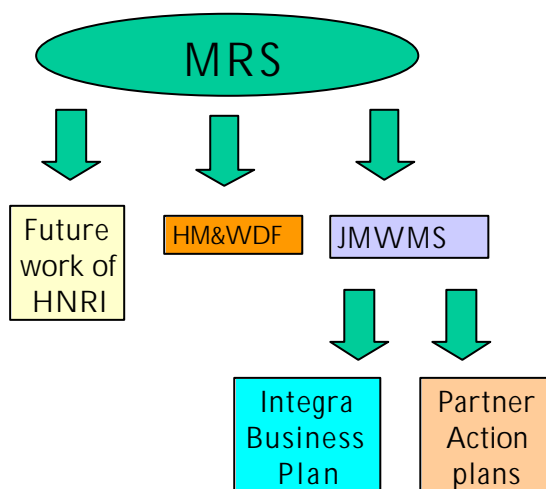 MRS
Future
work of
HNRI
HM&WDF
JMWMS
Integra
Business
Plan
Partner
Action
plans